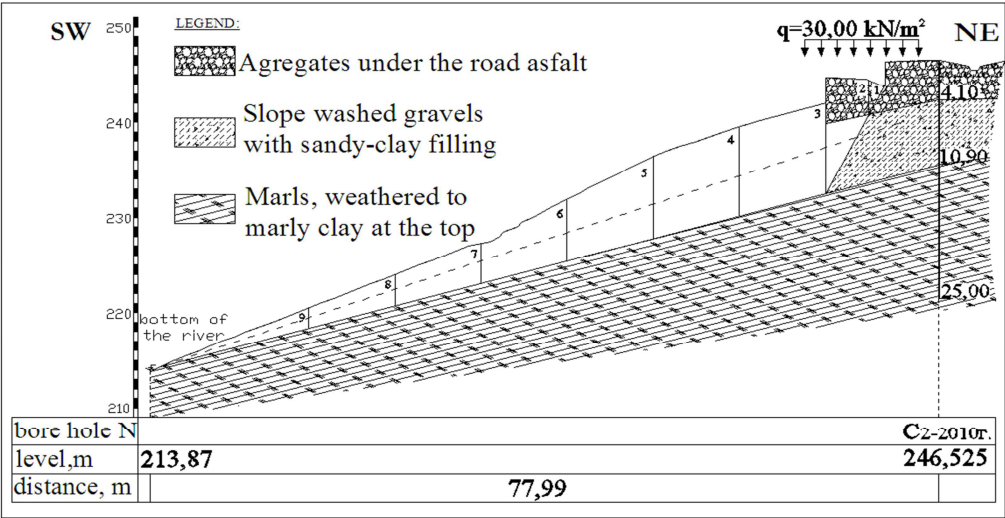 SW
250
LEGEND:
q=30,00 kN/m²
NE
Agregates under the road asfalt
2
1
4,10
240
Slope washed gravels
with sandy-clay filling
3
4
10,90
5
230
Marls, weathered to
marly clay at the top
6
7
8
25,00
220
9
bottom of
the river
210
bore hole N
C2-2010г.
level,m
213,87
246,525
distance, m
77,99